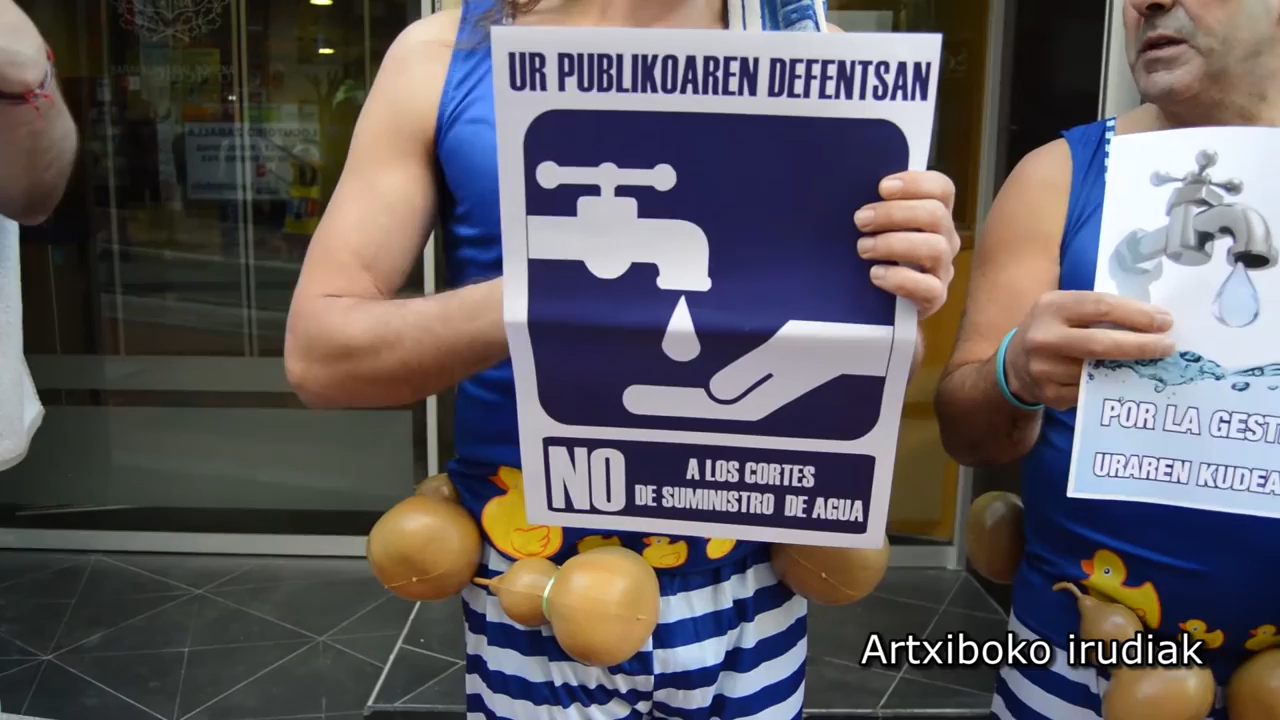 UR PUBLIKOAREN DEFENTSAN
NO
A LOS CORTES
DE SUMINISTRO DE AGUA
POR LA GEST
URAREN KUDEA
Artxiboko irudiak